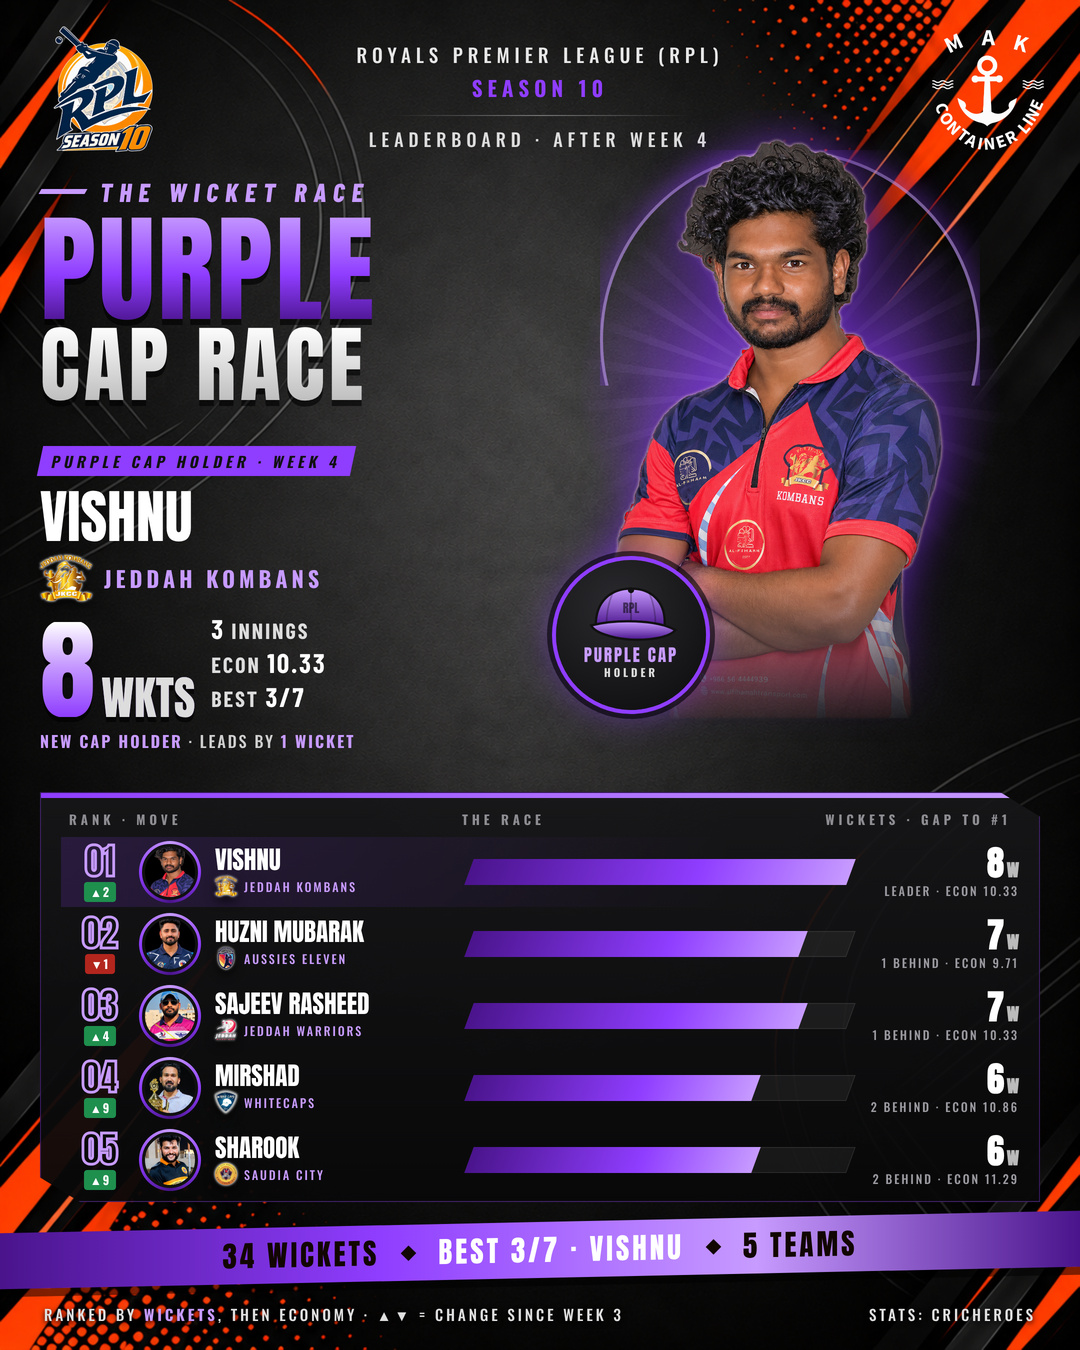 RPL
SEASON 10
ROYALS PREMIER LEAGUE (RPL)
SEASON 10
LEADERBOARD · AFTER WEEK 4
MAK
CONTAINER LINE
THE WICKET RACE
PURPLE
CAP RACE
PURPLE CAP HOLDER · WEEK 4
VISHNU
JKCC
JEDDAH KOMBANS
8 WKTS
3 INNINGS
ECON 10.33
BEST 3/7
NEW CAP HOLDER · LEADS BY 1 WICKET
KOMBANS
RPL
PURPLE CAP
HOLDER
RANK · MOVE
THE RACE
WICKETS · GAP TO #1
01
▲2
VISHNU
JEDDAH KOMBANS
8W
LEADER · ECON 10.33
02
▼1
HUZNI MUBARAK
AUSSIES ELEVEN
7W
1 BEHIND · ECON 9.71
03
▲4
SAJEEV RASHEED
JEDDAH WARRIORS
7W
1 BEHIND · ECON 10.33
04
▲9
MIRSHAD
WHITECAPS
6W
2 BEHIND · ECON 10.86
05
▲9
SHAROOK
SAUDIA CITY
6W
2 BEHIND · ECON 11.29
34 WICKETS ◆ BEST 3/7 · VISHNU ◆ 5 TEAMS
RANKED BY WICKETS, THEN ECONOMY · ▲▼ = CHANGE SINCE WEEK 3
STATS: CRICHEROES